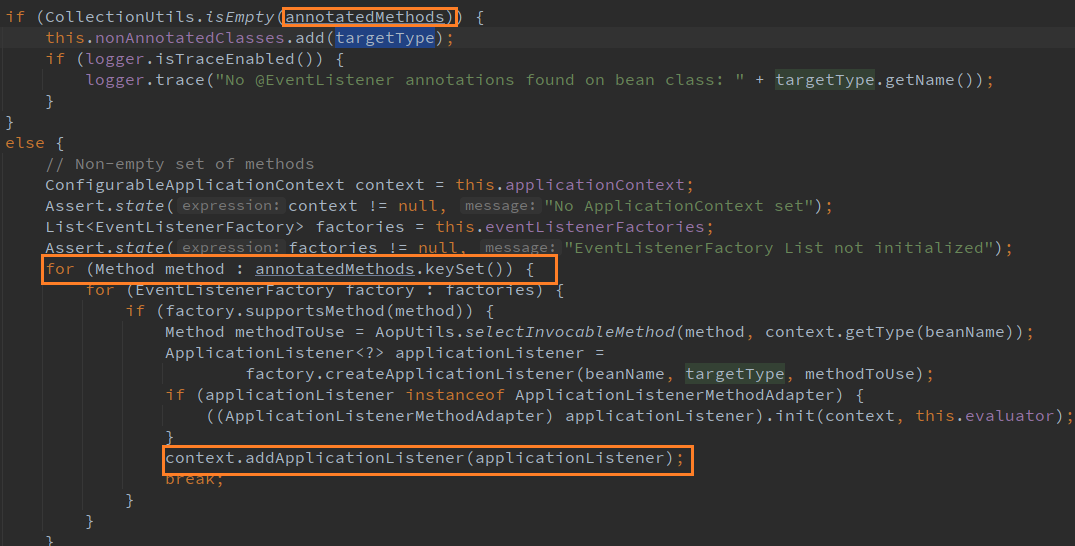 if (CollectionUtils.isEmpty(annotatedMethods)) {
    this.nonAnnotatedClasses.add(targetType);
    if (logger.isTraceEnabled()) {
        logger.trace("No @EventListener annotations found on bean class: " + targetType.getName());
    }
}
else {
    // Non-empty set of methods
    ConfigurableApplicationContext context = this.applicationContext;
    Assert.state( expression: context != null, message: "No ApplicationContext set");
    List<EventListenerFactory> factories = this.eventListenerFactories;
    Assert.state( expression: factories != null, message: "EventListenerFactory List not initialized");
    for (Method method : annotatedMethods.keySet()) {
        for (EventListenerFactory factory : factories) {
            if (factory.supportsMethod(method)) {
                Method methodToUse = AopUtils.selectInvocableMethod(method, context.getType(beanName));
                ApplicationListener<?> applicationListener =
                        factory.createApplicationListener(beanName, targetType, methodToUse);
                if (applicationListener instanceof ApplicationListenerMethodAdapter) {
                    ((ApplicationListenerMethodAdapter) applicationListener).init(context, this.evaluator);
                }
                context.addApplicationListener(applicationListener);
                break;
            }
        }
    }